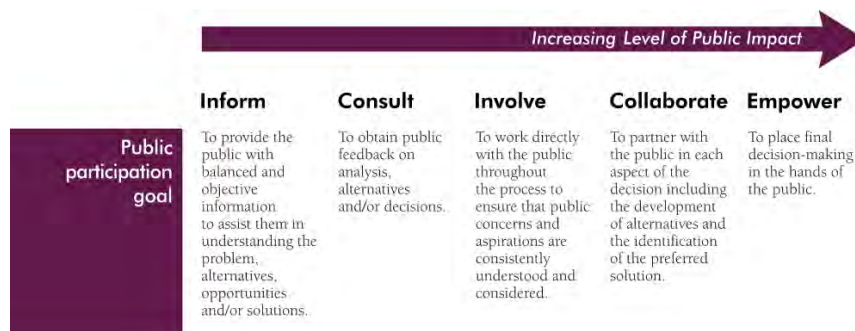 Increasing Level of Public Impact
Inform
Consult
Involve
Collaborate
Empower
Public
participation
goal
To provide the
public with
balanced and
objective
information
to assist them in
understanding the
problem,
alternatives,
opportunities
and/or solutions.
To obtain public
feedback on
analysis,
alternatives
and/or decisions.
To work directly
with the public
throughout
the process to
ensure that public
concerns and
aspirations are
consistently
understood and
considered.
To partner with
the public in each
aspect of the
decision including
the development
of alternatives and
the identification
of the preferred
solution.
To place final
decision-making
in the hands of
the public.